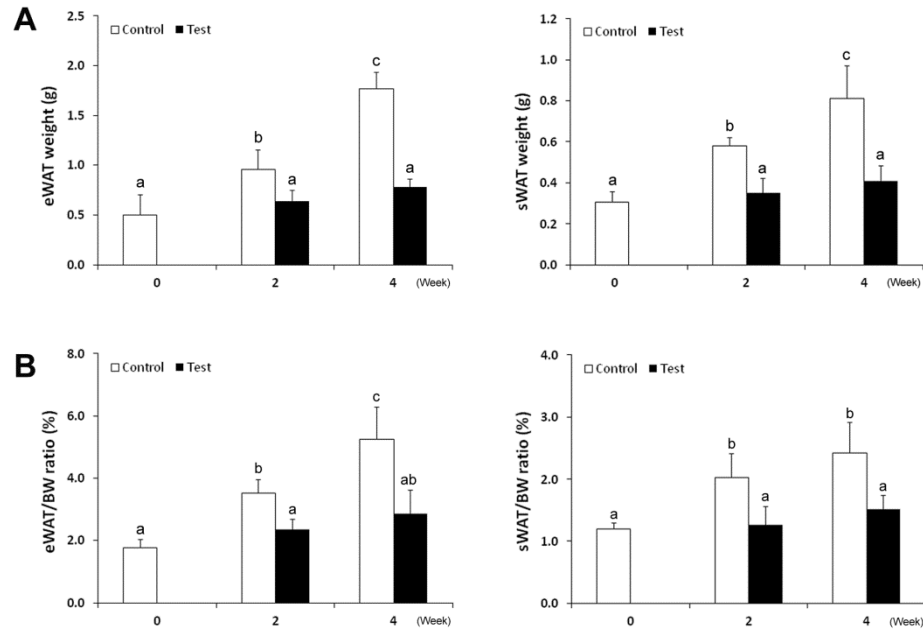 A
eWAT weight (g)
2.5
2.0
1.5
1.0
0.5
0.0
Control Test
a
b
a
c
a
0 2 4 (Week)
sWAT weight (g)
1.2
1.0
0.8
0.6
0.4
0.2
0.0
Control Test
a
b
a
c
a
0 2 4 (Week)
B
eWAT/BW ratio (%)
8.0
6.0
4.0
2.0
0.0
Control Test
a
b
a
c
ab
0 2 4 (Week)
sWAT/BW ratio (%)
4.0
3.0
2.0
1.0
0.0
Control Test
a
b
a
b
a
0 2 4 (Week)